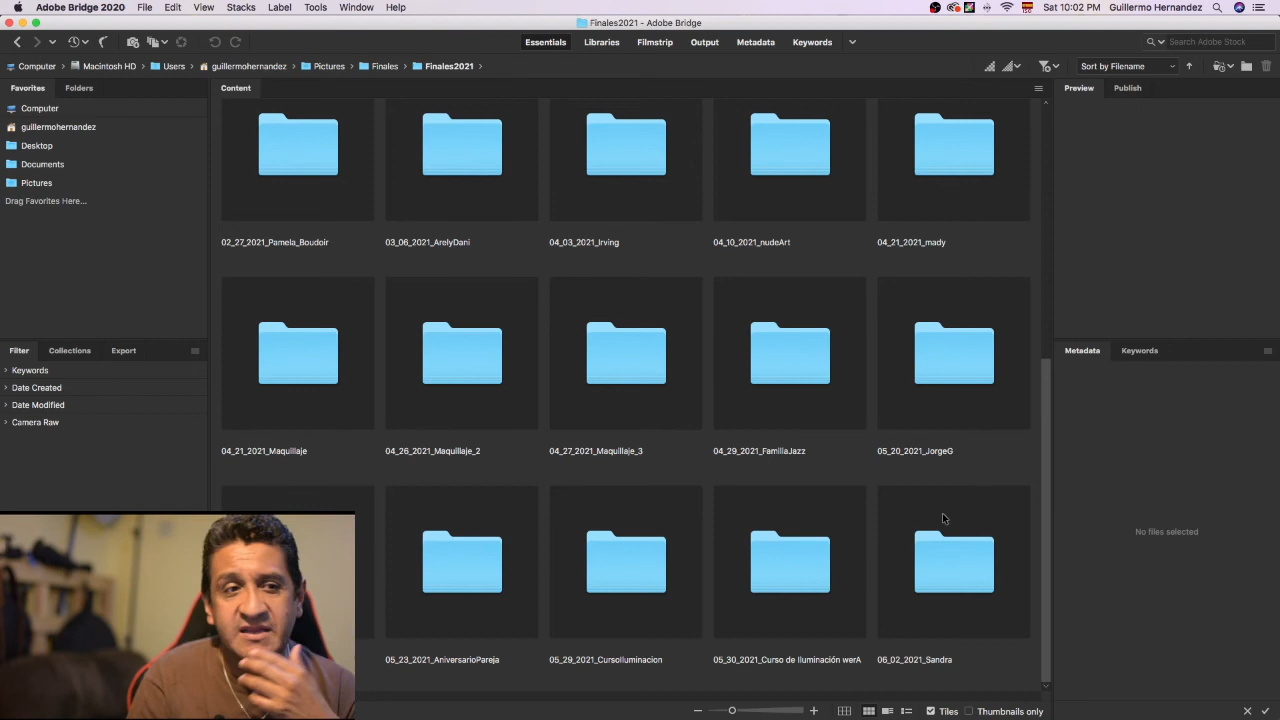 Adobe Bridge 2020 File Edit View Stacks Label Tools Window Help Sat 10:02 PM Guillermo Hernandez
Finales2021 - Adobe Bridge
Essentials Libraries Filmstrip Output Metadata Keywords Search Adobe Stock
Computer Macintosh HD Users guillermohernandez Pictures Finales Finales2021 Sort by Filename
Favorites Folders Content Preview Publish
Computer
guillermohernandez
Desktop
Documents
Pictures
Drag Favorites Here...
02_27_2021_Pamela_Boudoir 03_06_2021_ArelyDani 04_03_2021_Irving 04_10_2021_nudeArt 04_21_2021_mady
Filter Collections Export Metadata Keywords
Keywords
Date Created
Date Modified
Camera Raw
04_21_2021_Maquillaje 04_26_2021_Maquillaje_2 04_27_2021_Maquillaje_3 04_29_2021_FamiliaJazz 05_20_2021_JorgeG
No files selected
05_23_2021_AniversarioPareja 05_29_2021_CursoIluminacion 05_30_2021_Curso de Iluminación werA 06_02_2021_Sandra
Tiles Thumbnails only